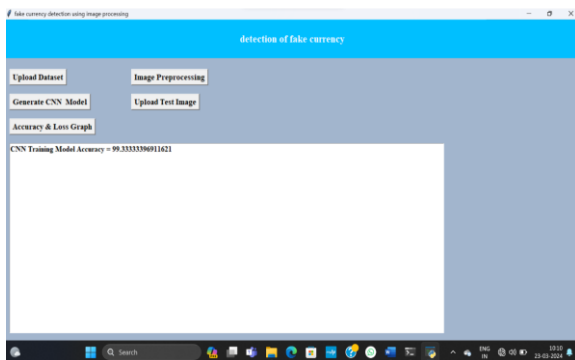 fake currency detection using image processing
detection of fake currency
Upload Dataset
Image Preprocessing
Generate CNN Model
Upload Test Image
Accuracy & Loss Graph
CNN Training Model Accuracy = 99.33333396911621
Search
ENG
IN
10:10
23-03-2024